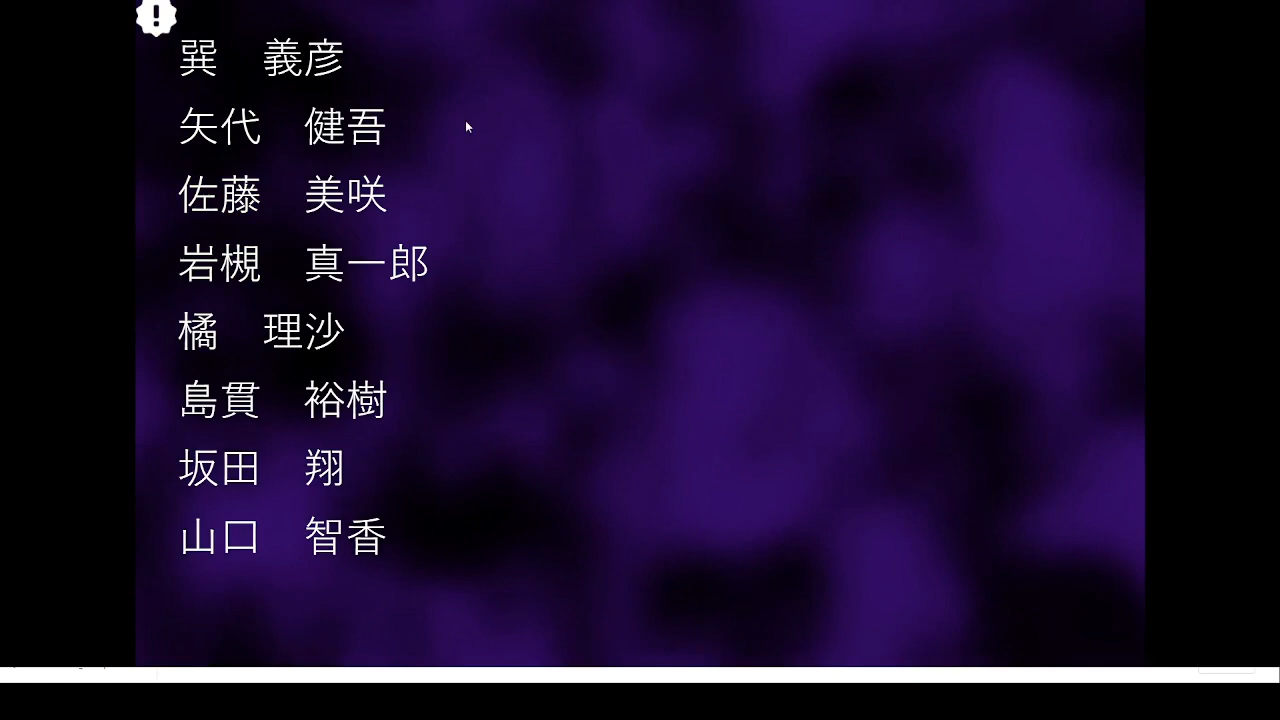 巽　義彦
矢代　健吾
佐藤　美咲
岩槻　真一郎
橘　理沙
島貫　裕樹
坂田　翔
山口　智香